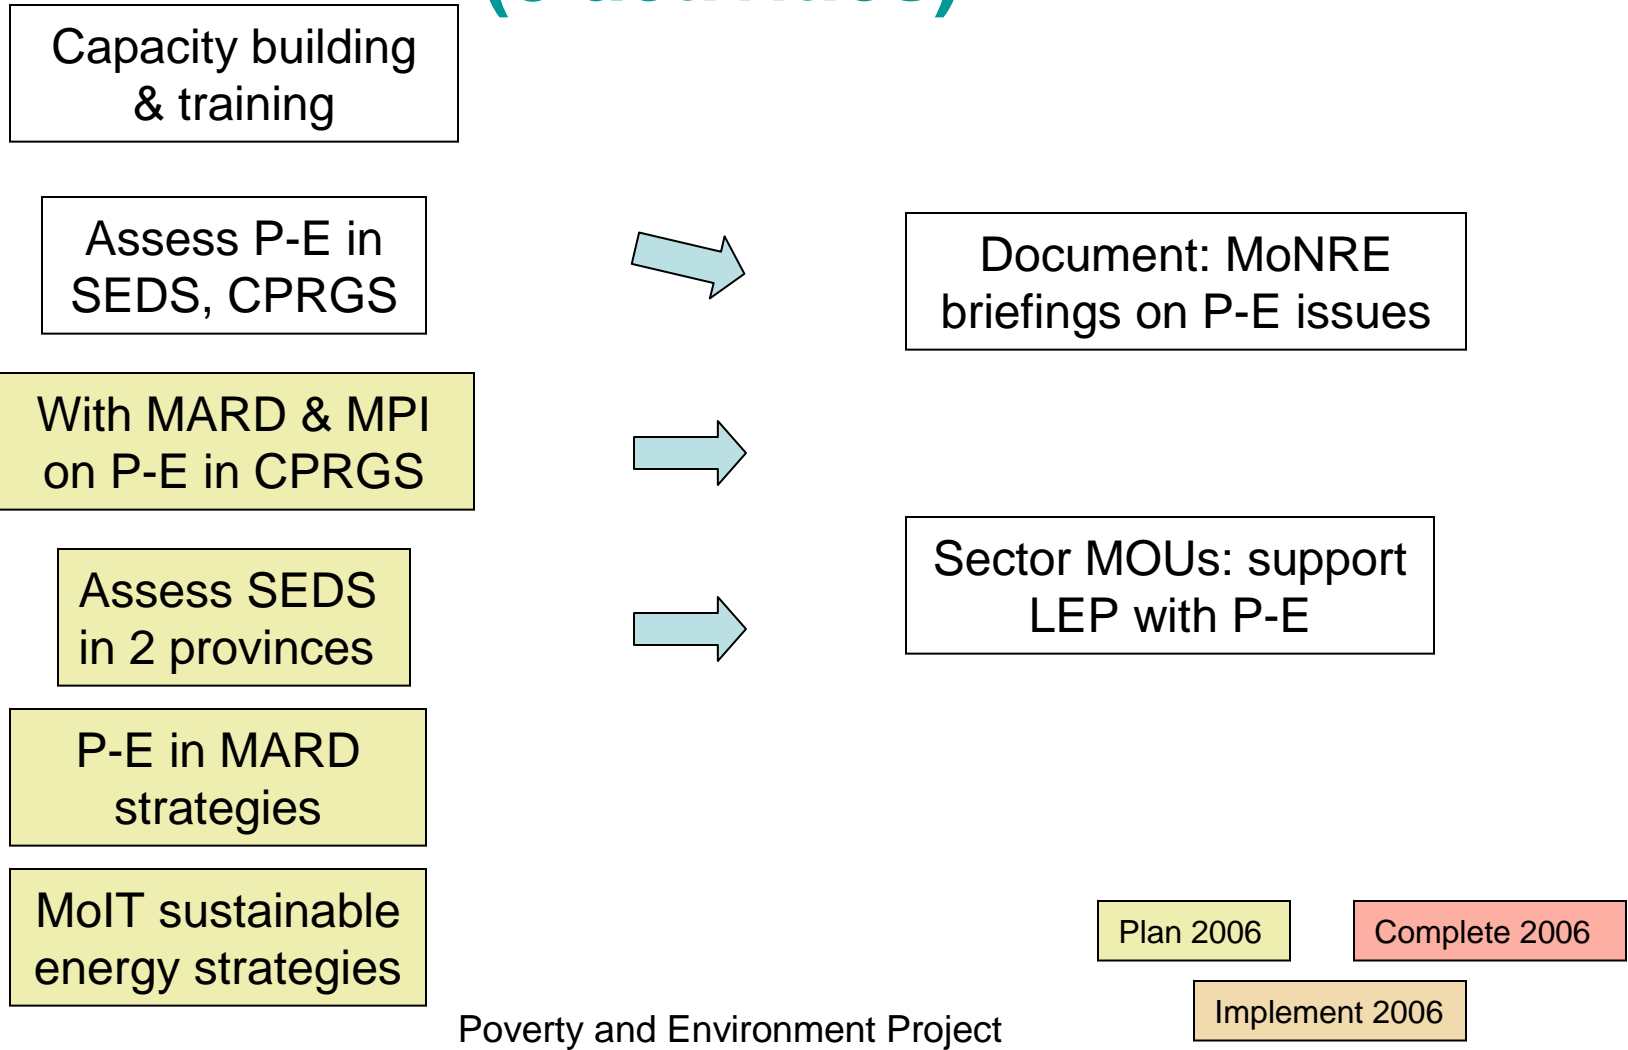 Capacity building
& training
Assess P-E in
SEDS, CPRGS
With MARD & MPI
on P-E in CPRGS
Assess SEDS
in 2 provinces
P-E in MARD
strategies
MoIT sustainable
energy strategies
Document: MoNRE
briefings on P-E issues
Sector MOUs: support
LEP with P-E
Plan 2006
Complete 2006
Implement 2006
Poverty and Environment Project